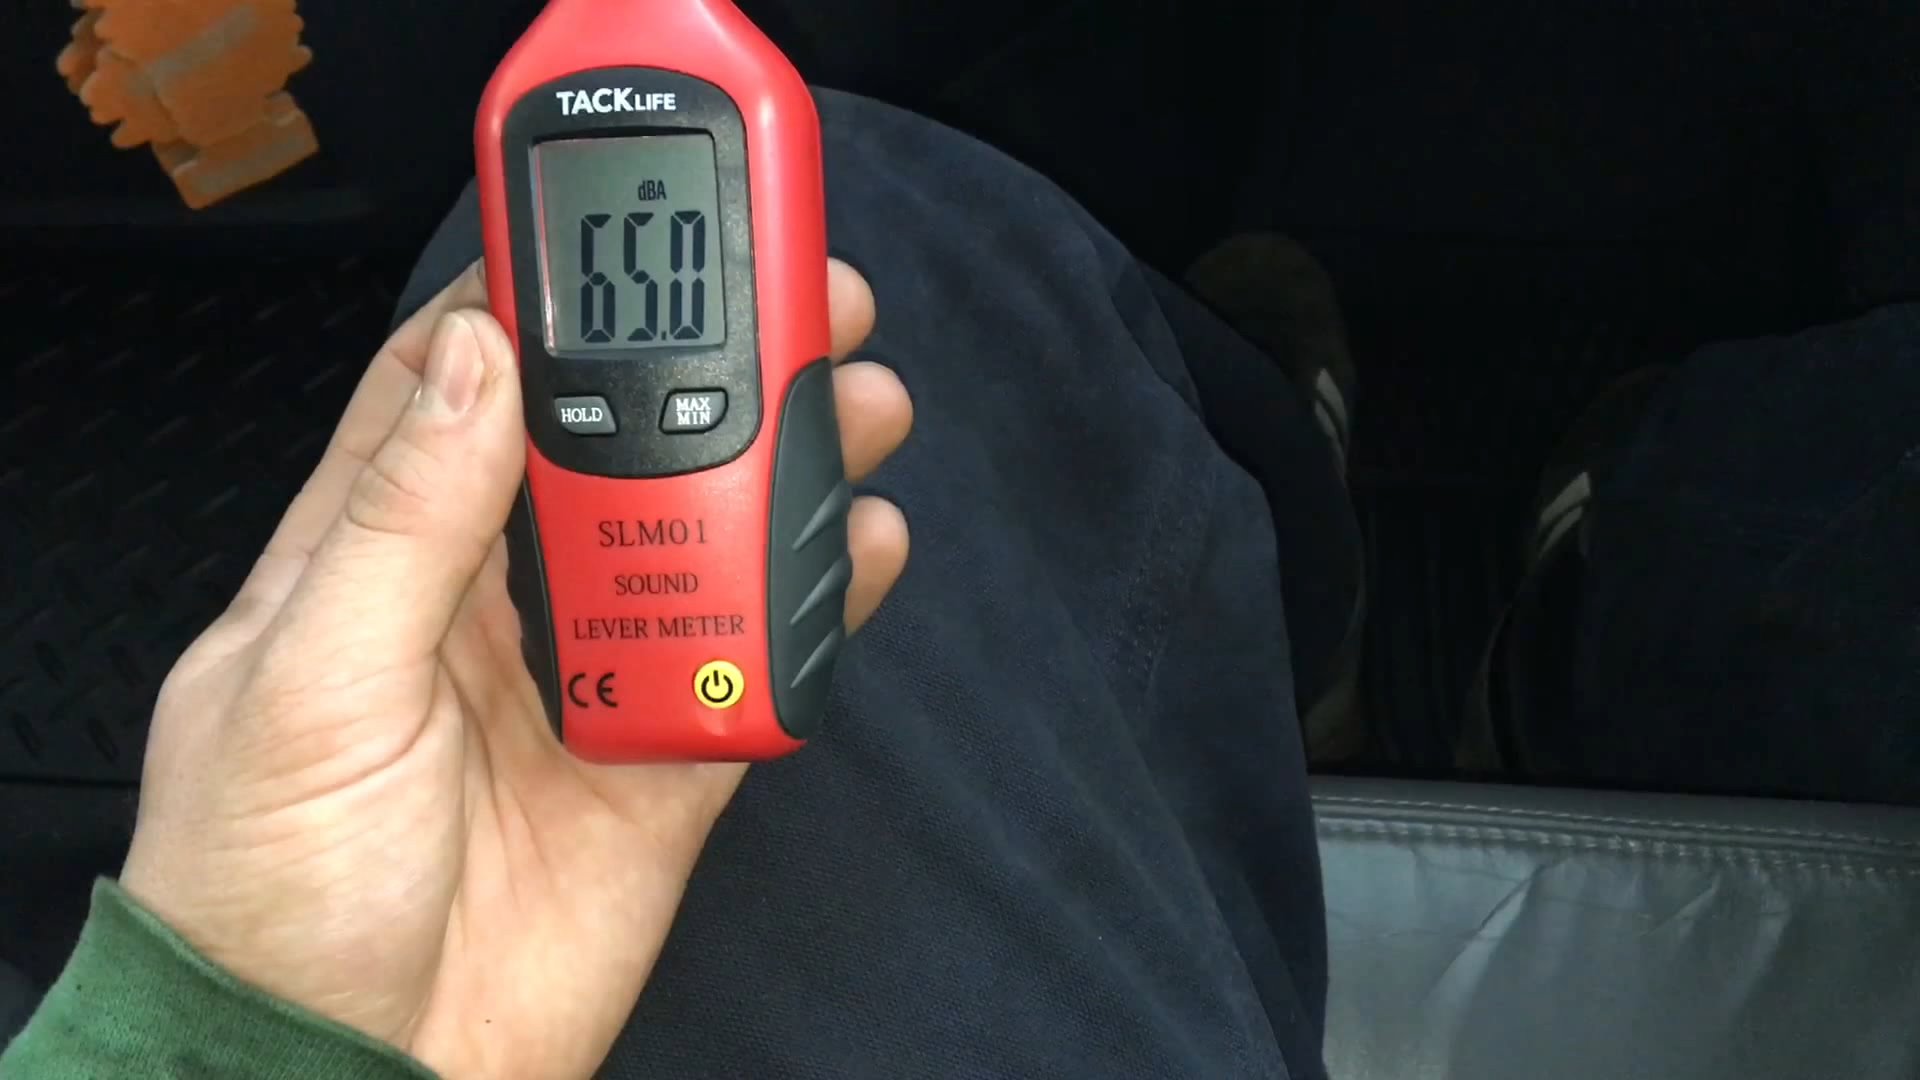 TACKLIFE
dBA
65.0
HOLD
MAX
MIN
SLM01
SOUND
LEVER METER
CE